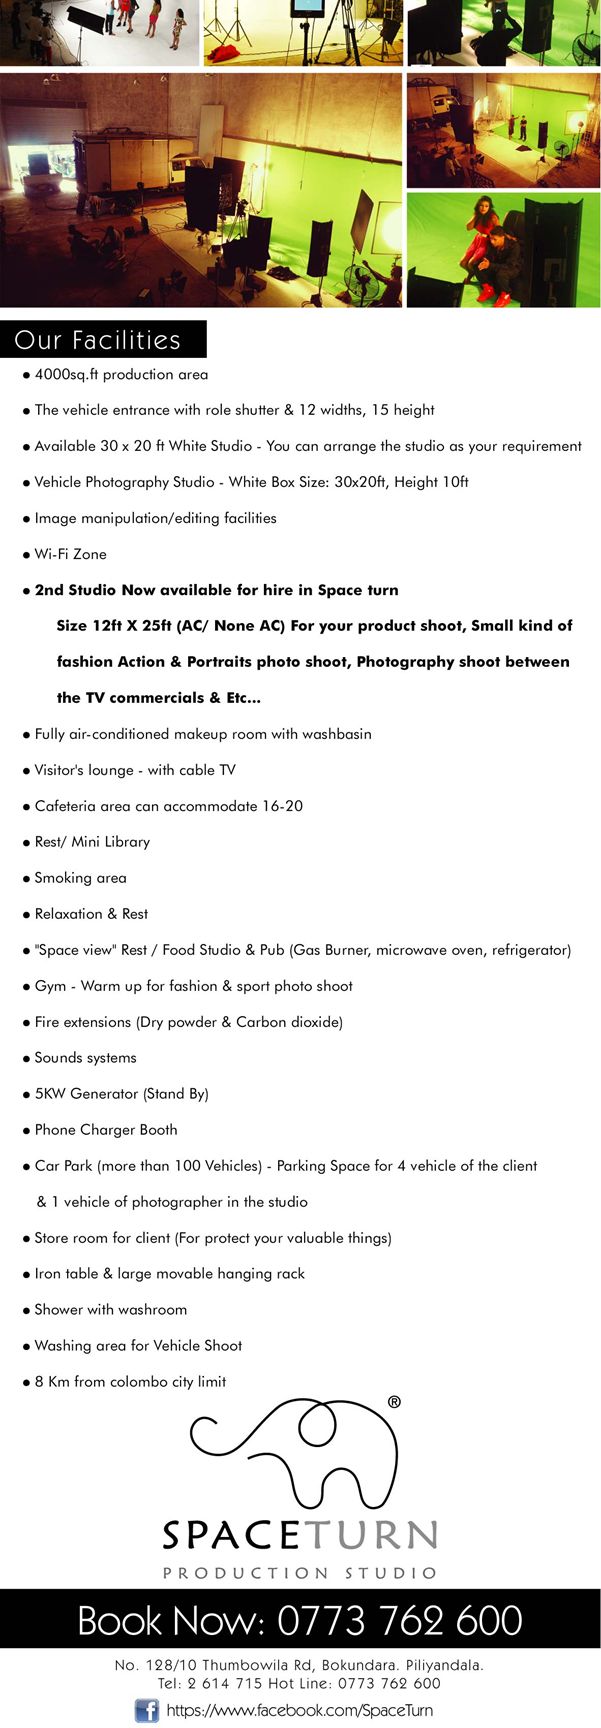 Our Facilities
● 4000sq.ft production area
● The vehicle entrance with role shutter & 12 widths, 15 height
● Available 30 x 20 ft White Studio - You can arrange the studio as your requirement
● Vehicle Photography Studio - White Box Size: 30x20ft, Height 10ft
● Image manipulation/editing facilities
● Wi-Fi Zone
● 2nd Studio Now available for hire in Space turn
Size 12ft X 25ft (AC/ None AC) For your product shoot, Small kind of
fashion Action & Portraits photo shoot, Photography shoot between
the TV commercials & Etc...
● Fully air-conditioned makeup room with washbasin
● Visitor's lounge - with cable TV
● Cafeteria area can accommodate 16-20
● Rest/ Mini Library
● Smoking area
● Relaxation & Rest
● "Space view" Rest / Food Studio & Pub (Gas Burner, microwave oven, refrigerator)
● Gym - Warm up for fashion & sport photo shoot
● Fire extensions (Dry powder & Carbon dioxide)
● Sounds systems
● 5KW Generator (Stand By)
● Phone Charger Booth
● Car Park (more than 100 Vehicles) - Parking Space for 4 vehicle of the client
& 1 vehicle of photographer in the studio
● Store room for client (For protect your valuable things)
● Iron table & large movable hanging rack
● Shower with washroom
● Washing area for Vehicle Shoot
● 8 Km from colombo city limit
®
SPACETURN
PRODUCTION STUDIO
Book Now: 0773 762 600
No. 128/10 Thumbowila Rd, Bokundara. Piliyandala.
Tel: 2 614 715 Hot Line: 0773 762 600
f https://www.facebook.com/SpaceTurn